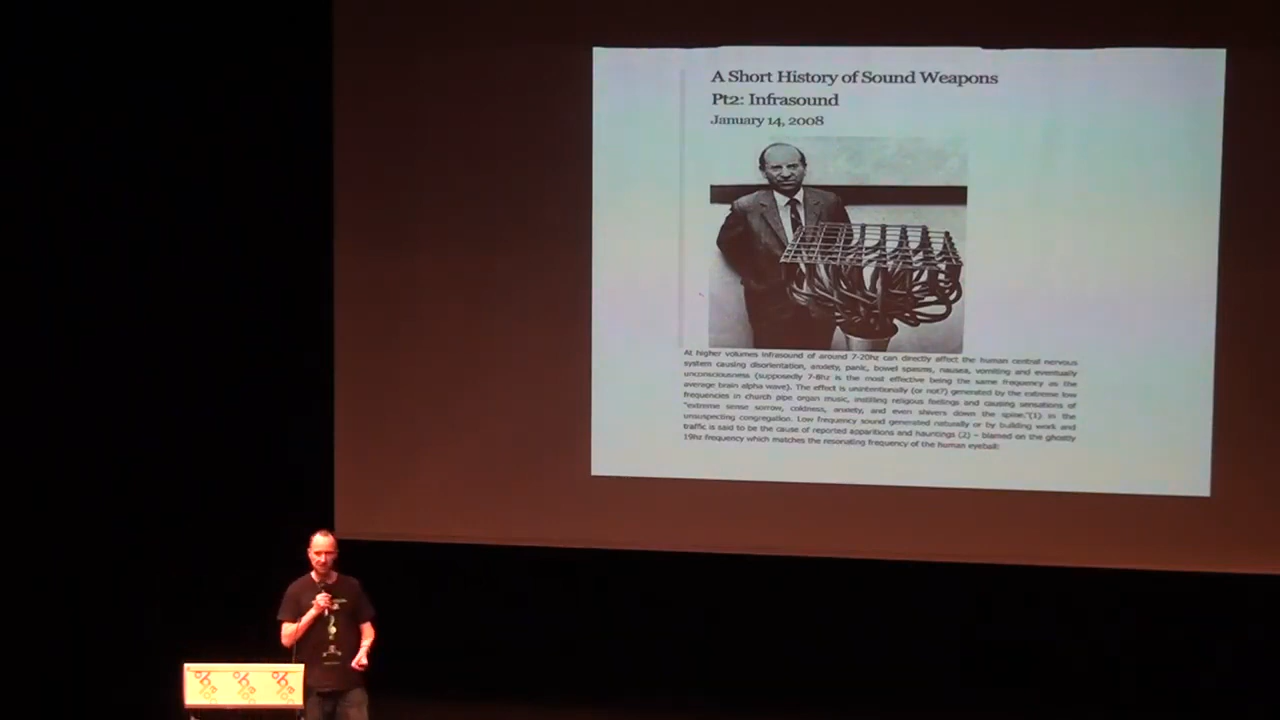 A Short History of Sound Weapons
Pt2: Infrasound
January 14, 2008
At higher volumes infrasound of around 7-20hz can directly affect the human central nervous
system causing disorientation, anxiety, panic, bowel spasms, nausea, vomiting and eventually
unconsciousness (supposedly 7-8hz is the most effective being the same frequency as the
average brain alpha wave). The effect is unintentionally (or not?) generated by the extreme low
frequencies in church pipe organ music, instilling religious feelings and causing sensations of
"extreme sense sorrow, coldness, anxiety, and even shivers down the spine."(1) in the
unsuspecting congregation. Low frequency sound generated naturally or by building work and
traffic is said to be the cause of reported apparitions and hauntings (2) – blamed on the ghostly
19hz frequency which matches the resonating frequency of the human eyeball: